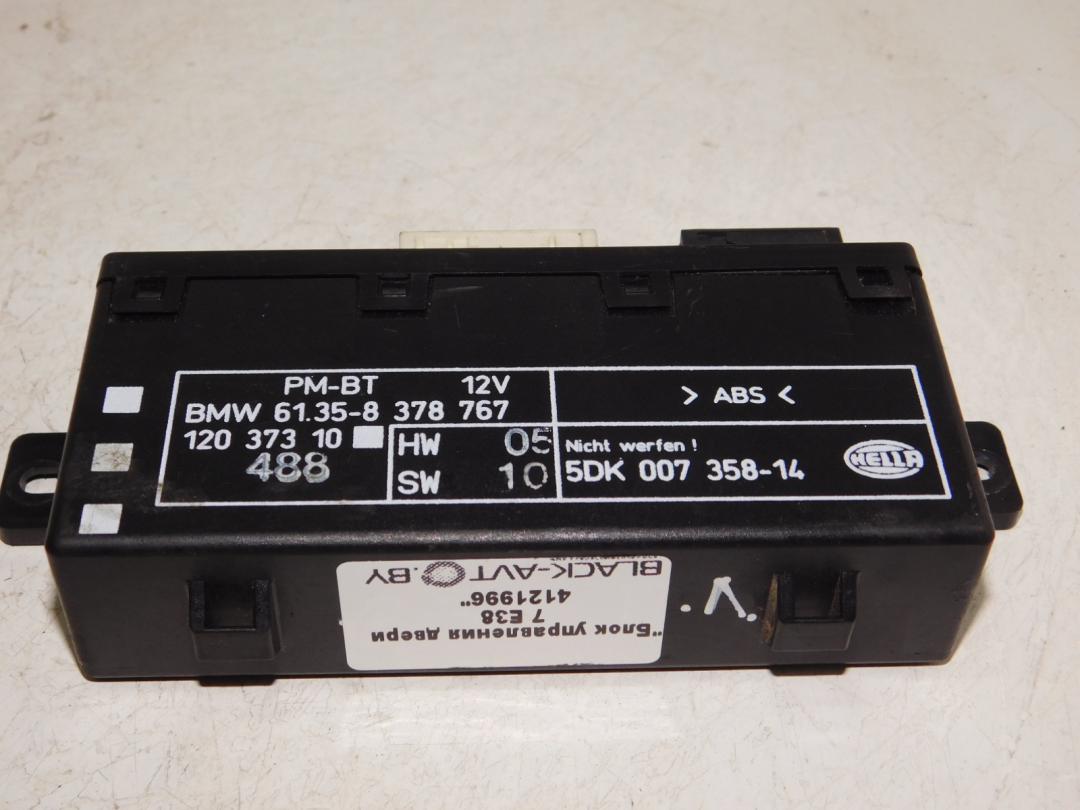 PM-BT 12V
BMW 61.35-8 378 767
120 373 10
488
HW 05
SW 10
> ABS <
Nicht werfen !
5DK 007 358-14
HELLA
"Блок управления двери
7 E38
4121996"
BLACK-AVTO.BY
.V.